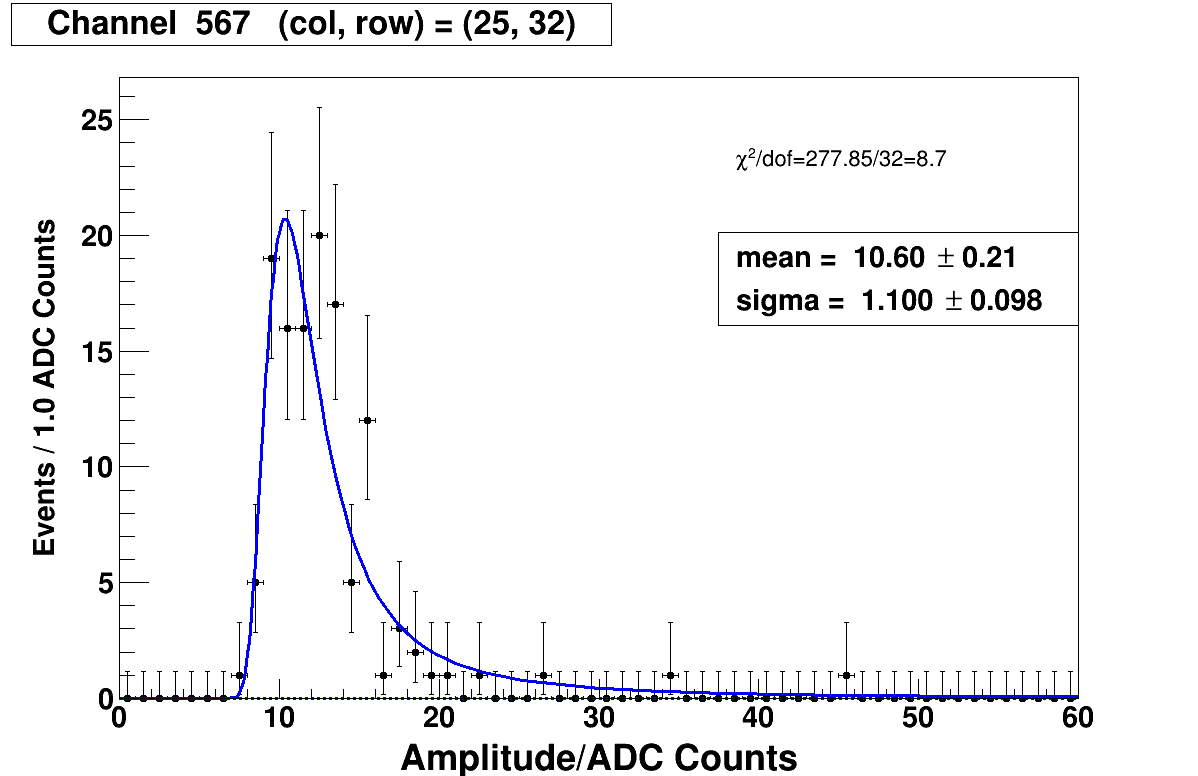 Channel 567 (col, row) = (25, 32)
Events / 1.0 ADC Counts
25
20
15
10
5
0
χ²/dof=277.85/32=8.7
mean = 10.60 ± 0.21
sigma = 1.100 ± 0.098
0 10 20 30 40 50 60
Amplitude/ADC Counts